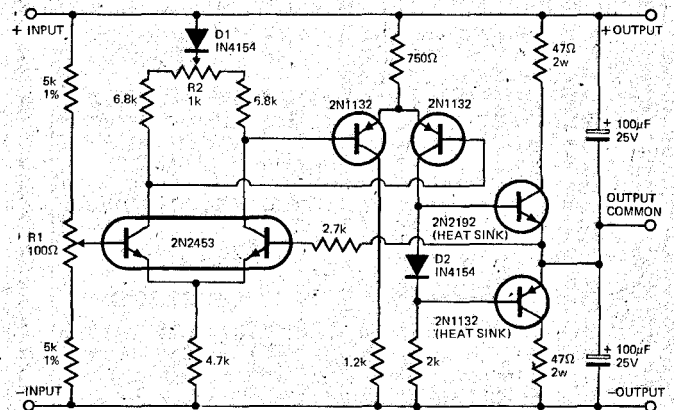 + INPUT
+ OUTPUT
D1
IN4154
5k
1%
R2
1k
6.8k
6.8k
750Ω
47Ω
2w
2N1132
2N1132
+
100µF
25V
OUTPUT
COMMON
R1
100Ω
2N2453
2.7k
2N2192
(HEAT SINK)
D2
IN4154
2N1132
(HEAT SINK)
5k
1%
4.7k
1.2k
2k
47Ω
2w
+
100µF
25V
–INPUT
–OUTPUT